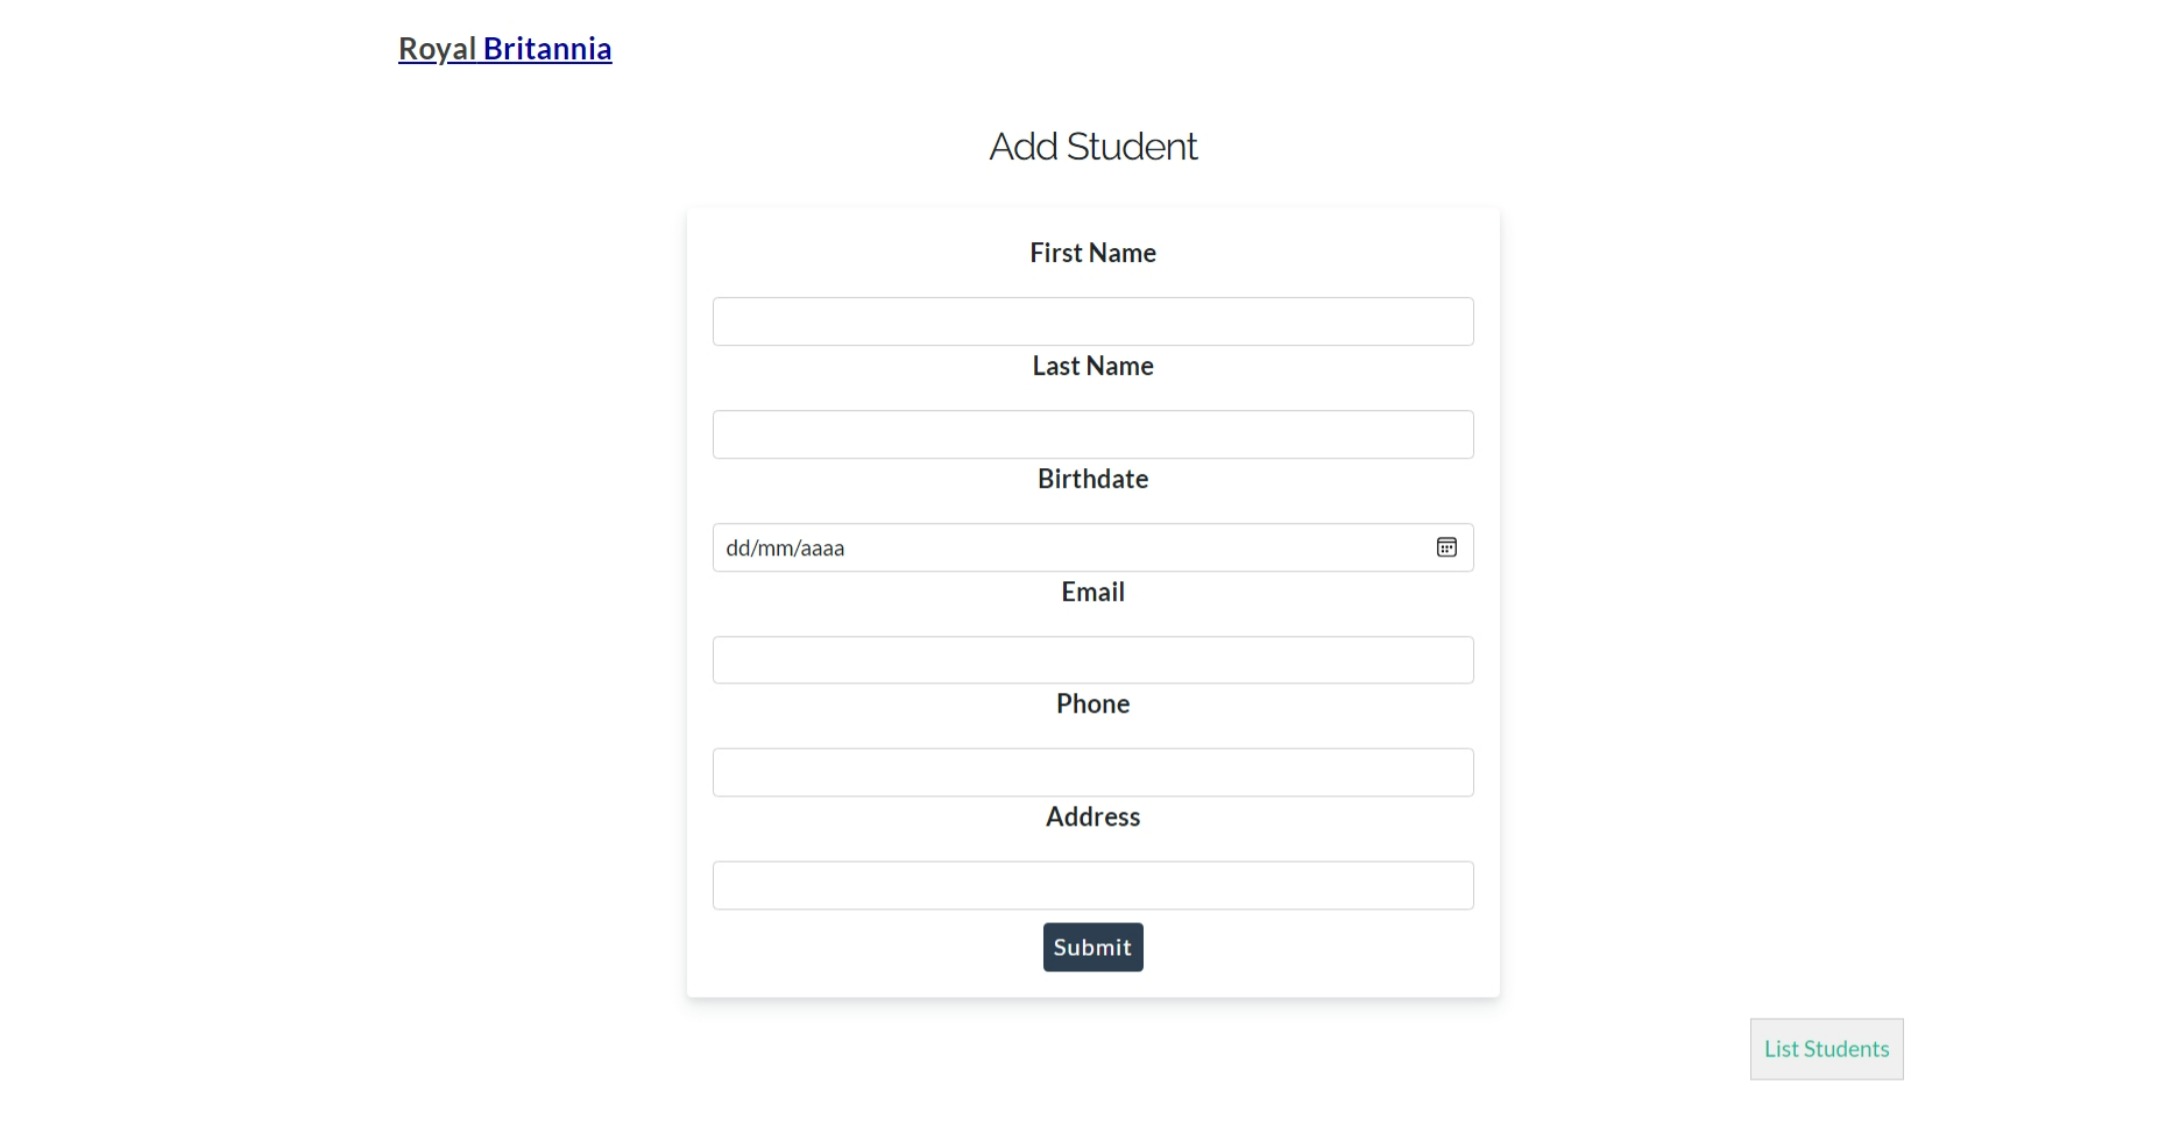 Royal Britannia
Add Student
First Name
Last Name
Birthdate
dd/mm/aaaa
Email
Phone
Address
Submit
List Students